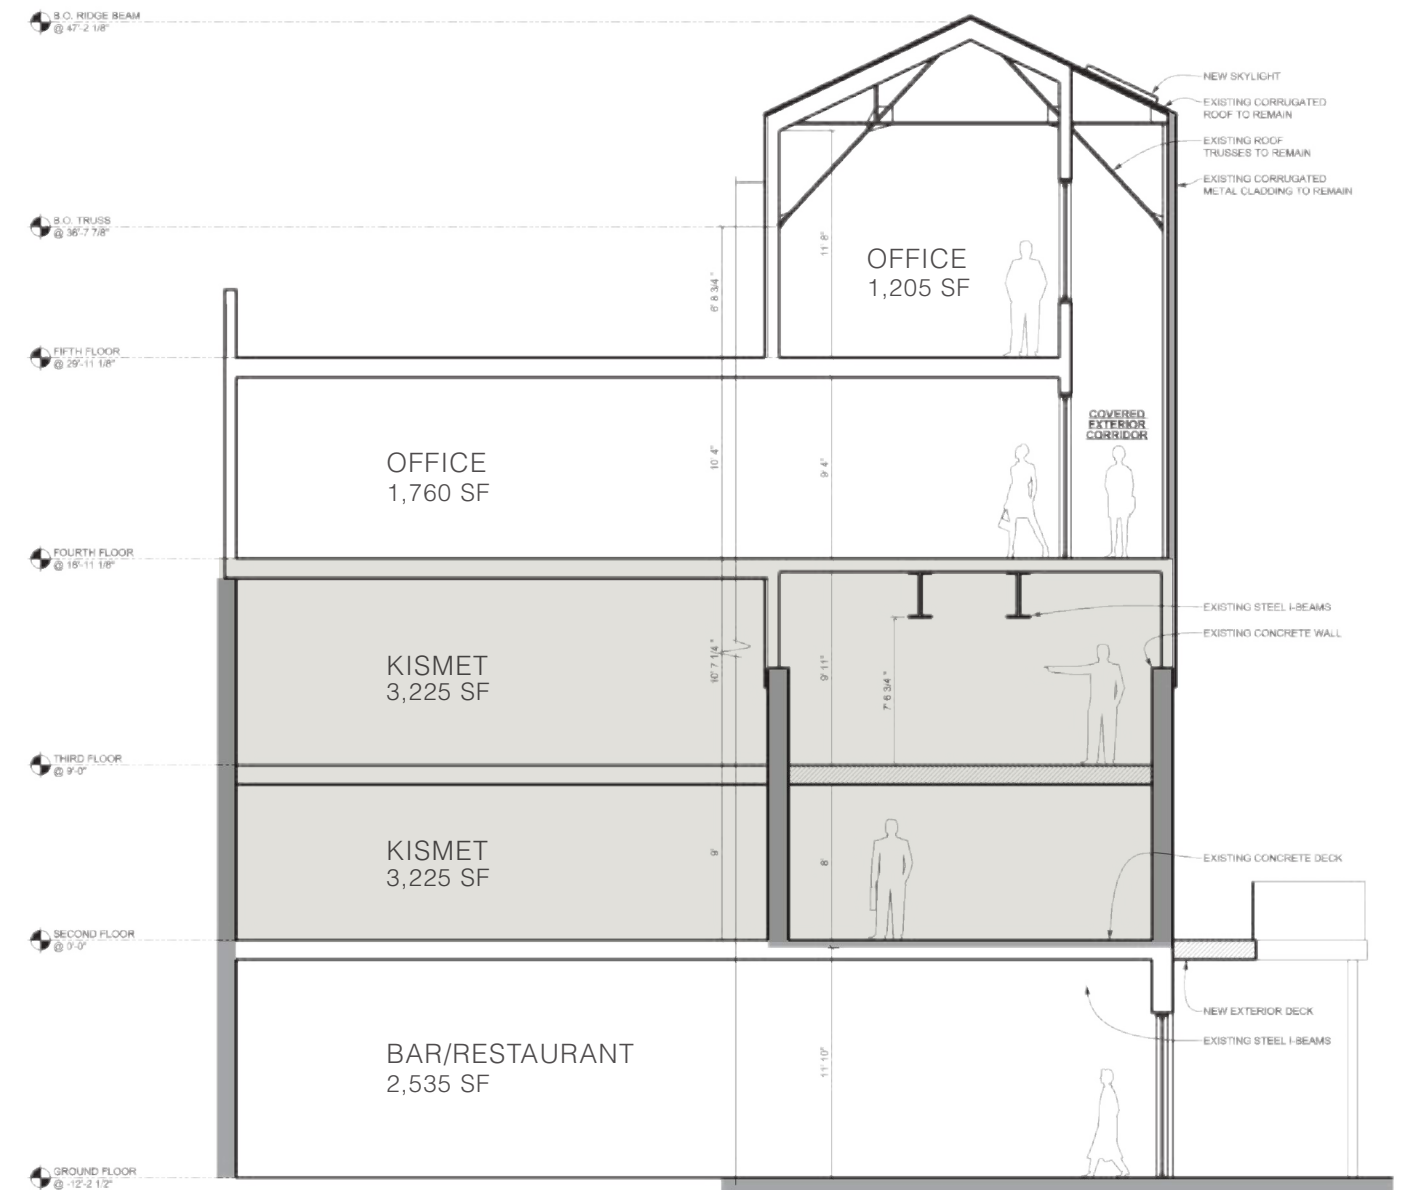 B.O. RIDGE BEAM
@ 47'-2 1/8"
NEW SKYLIGHT
EXISTING CORRUGATED
ROOF TO REMAIN
EXISTING ROOF
TRUSSES TO REMAIN
EXISTING CORRUGATED
METAL CLADDING TO REMAIN
B.O. TRUSS
@ 36'-7 7/8"
11' 8"
OFFICE
1,205 SF
6' 8 3/4"
FIFTH FLOOR
@ 29'-11 1/8"
COVERED
EXTERIOR
CORRIDOR
OFFICE
1,760 SF
10' 4"
9' 4"
FOURTH FLOOR
@ 18'-11 1/8"
EXISTING STEEL I-BEAMS
EXISTING CONCRETE WALL
KISMET
3,225 SF
10' 7 1/4"
9' 11"
7' 6 3/4"
THIRD FLOOR
@ 9'-0"
KISMET
3,225 SF
9'
8'
EXISTING CONCRETE DECK
SECOND FLOOR
@ 0'-0"
NEW EXTERIOR DECK
EXISTING STEEL I-BEAMS
BAR/RESTAURANT
2,535 SF
11' 10"
GROUND FLOOR
@ -12'-2 1/2"